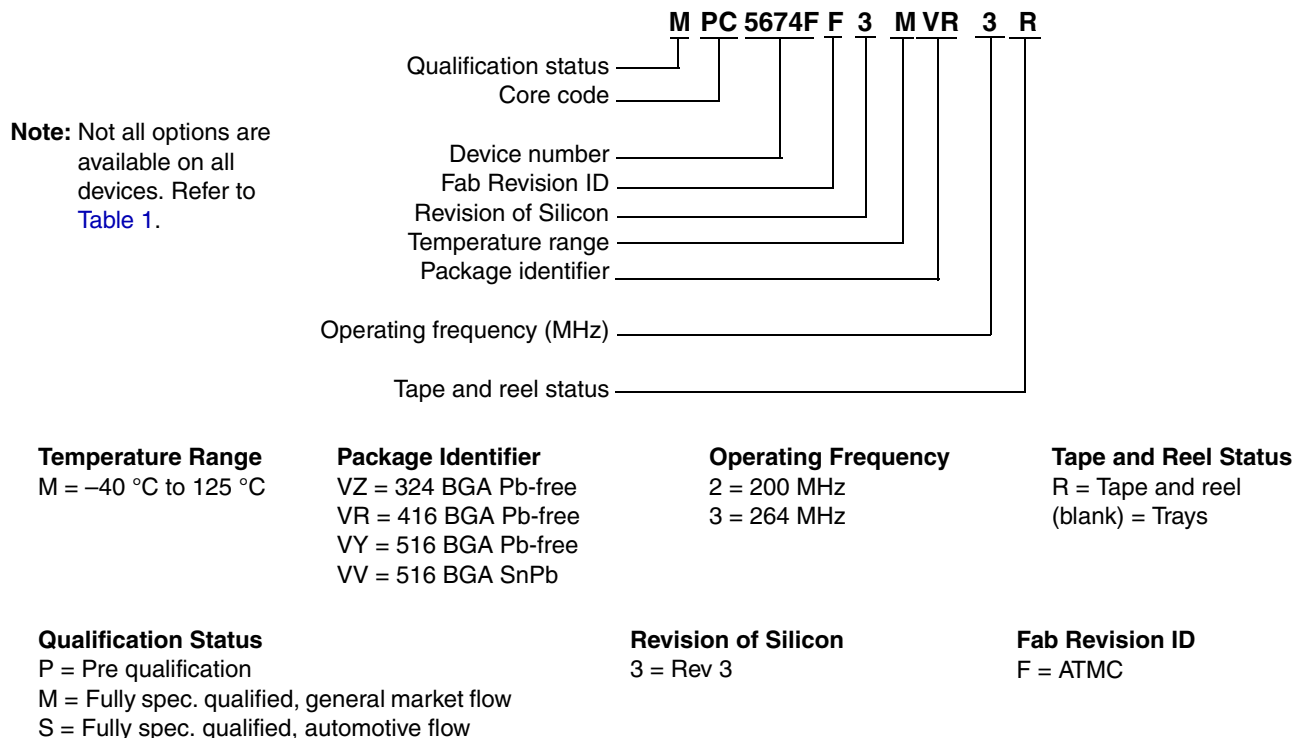 M PC 5674F F 3 M VR 3 R
Qualification status
Core code
Note: Not all options are
available on all
devices. Refer to
Table 1.
Device number
Fab Revision ID
Revision of Silicon
Temperature range
Package identifier
Operating frequency (MHz)
Tape and reel status
Temperature Range
M = –40 °C to 125 °C
Package Identifier
VZ = 324 BGA Pb-free
VR = 416 BGA Pb-free
VY = 516 BGA Pb-free
VV = 516 BGA SnPb
Operating Frequency
2 = 200 MHz
3 = 264 MHz
Tape and Reel Status
R = Tape and reel
(blank) = Trays
Qualification Status
P = Pre qualification
M = Fully spec. qualified, general market flow
S = Fully spec. qualified, automotive flow
Revision of Silicon
3 = Rev 3
Fab Revision ID
F = ATMC